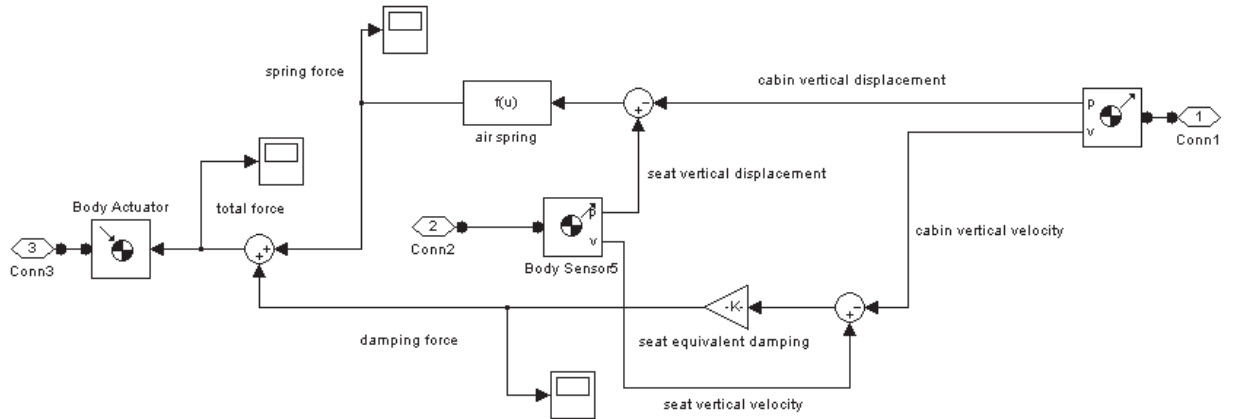 spring force
cabin vertical displacement
f(u)
air spring
p
v
1
Conn1
seat vertical displacement
Body Actuator
total force
2
Conn2
p
v
Body Sensor5
cabin vertical velocity
3
Conn3
-K-
damping force
seat equivalent damping
seat vertical velocity